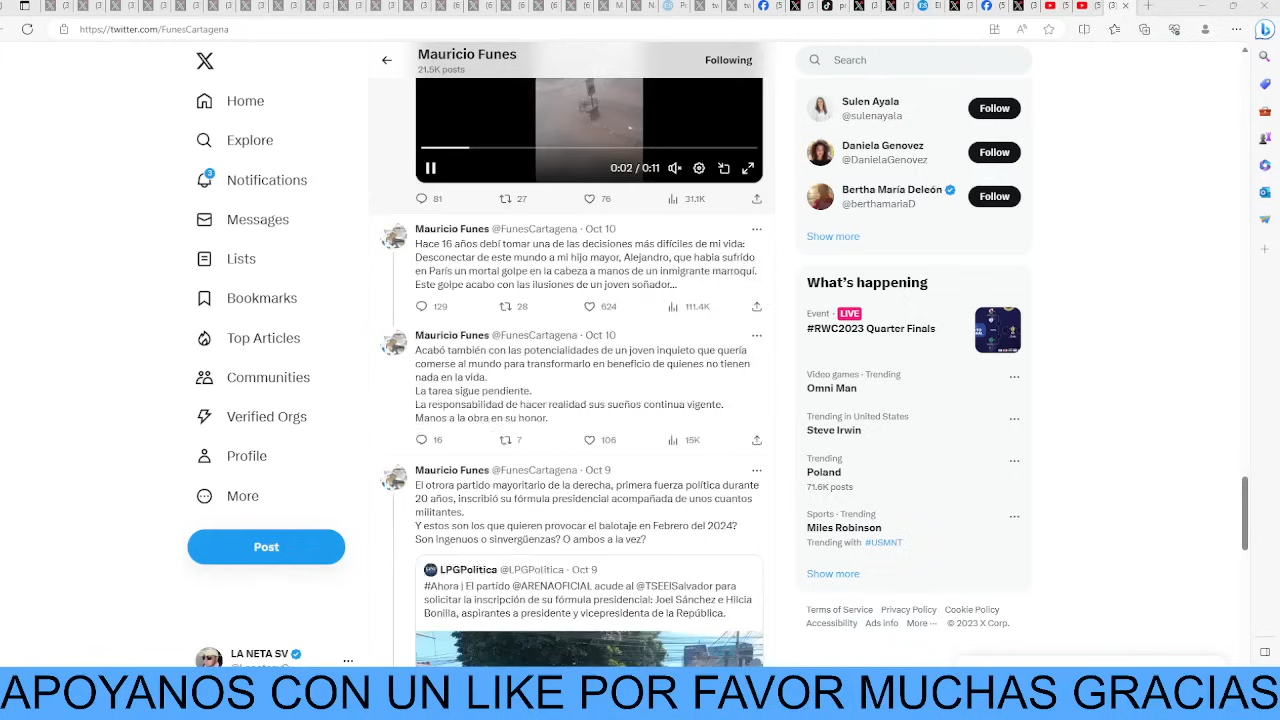 https://twitter.com/FunesCartagena
Home
Explore
3
Notifications
Messages
Lists
Bookmarks
Top Articles
Communities
Verified Orgs
Profile
More
Post
LA NETA SV
Mauricio Funes
21.5K posts
Following
0:02 / 0:11
81 27 76 31.1K
Mauricio Funes @FunesCartagena · Oct 10
Hace 16 años debí tomar una de las decisiones más difíciles de mi vida:
Desconectar de este mundo a mi hijo mayor, Alejandro, que habla sufrido
en París un mortal golpe en la cabeza a manos de un inmigrante marroquí.
Este golpe acabo con las ilusiones de un joven soñador...
129 28 624 111.4K
Mauricio Funes @FunesCartagena · Oct 10
Acabó también con las potencialidades de un joven inquieto que quería
comerse al mundo para transformarlo en beneficio de quienes no tienen
nada en la vida.
La tarea sigue pendiente.
La responsabilidad de hacer realidad sus sueños continua vigente.
Manos a la obra en su honor.
16 7 106 15K
Mauricio Funes @FunesCartagena · Oct 9
El otrora partido mayoritario de la derecha, primera fuerza política durante
20 años, inscribió su fórmula presidencial acompañada de unos cuantos
militantes.
Y estos son los que quieren provocar el balotaje en Febrero del 2024?
Son ingenuos o sinvergüenzas? O ambos a la vez?
LPGPolítica @LPGPolitica · Oct 9
#Ahora | El partido @ARENAOFICIAL acude al @TSEElSalvador para
solicitar la inscripción de su fórmula presidencial: Joel Sánchez e Hilcia
Bonilla, aspirantes a presidente y vicepresidenta de la República.
Search
Sulen Ayala
@sulenayala
Follow
Daniela Genovez
@DanielaGenovez
Follow
Bertha María Deleón
@berthamariaD
Follow
Show more
What's happening
Event · LIVE
#RWC2023 Quarter Finals
Video games · Trending
Omni Man
Trending in United States
Steve Irwin
Trending
Poland
71.6K posts
Sports · Trending
Miles Robinson
Trending with #USMNT
Show more
Terms of Service Privacy Policy Cookie Policy
Accessibility Ads info More ··· © 2023 X Corp.
APOYANOS CON UN LIKE POR FAVOR MUCHAS GRACIAS